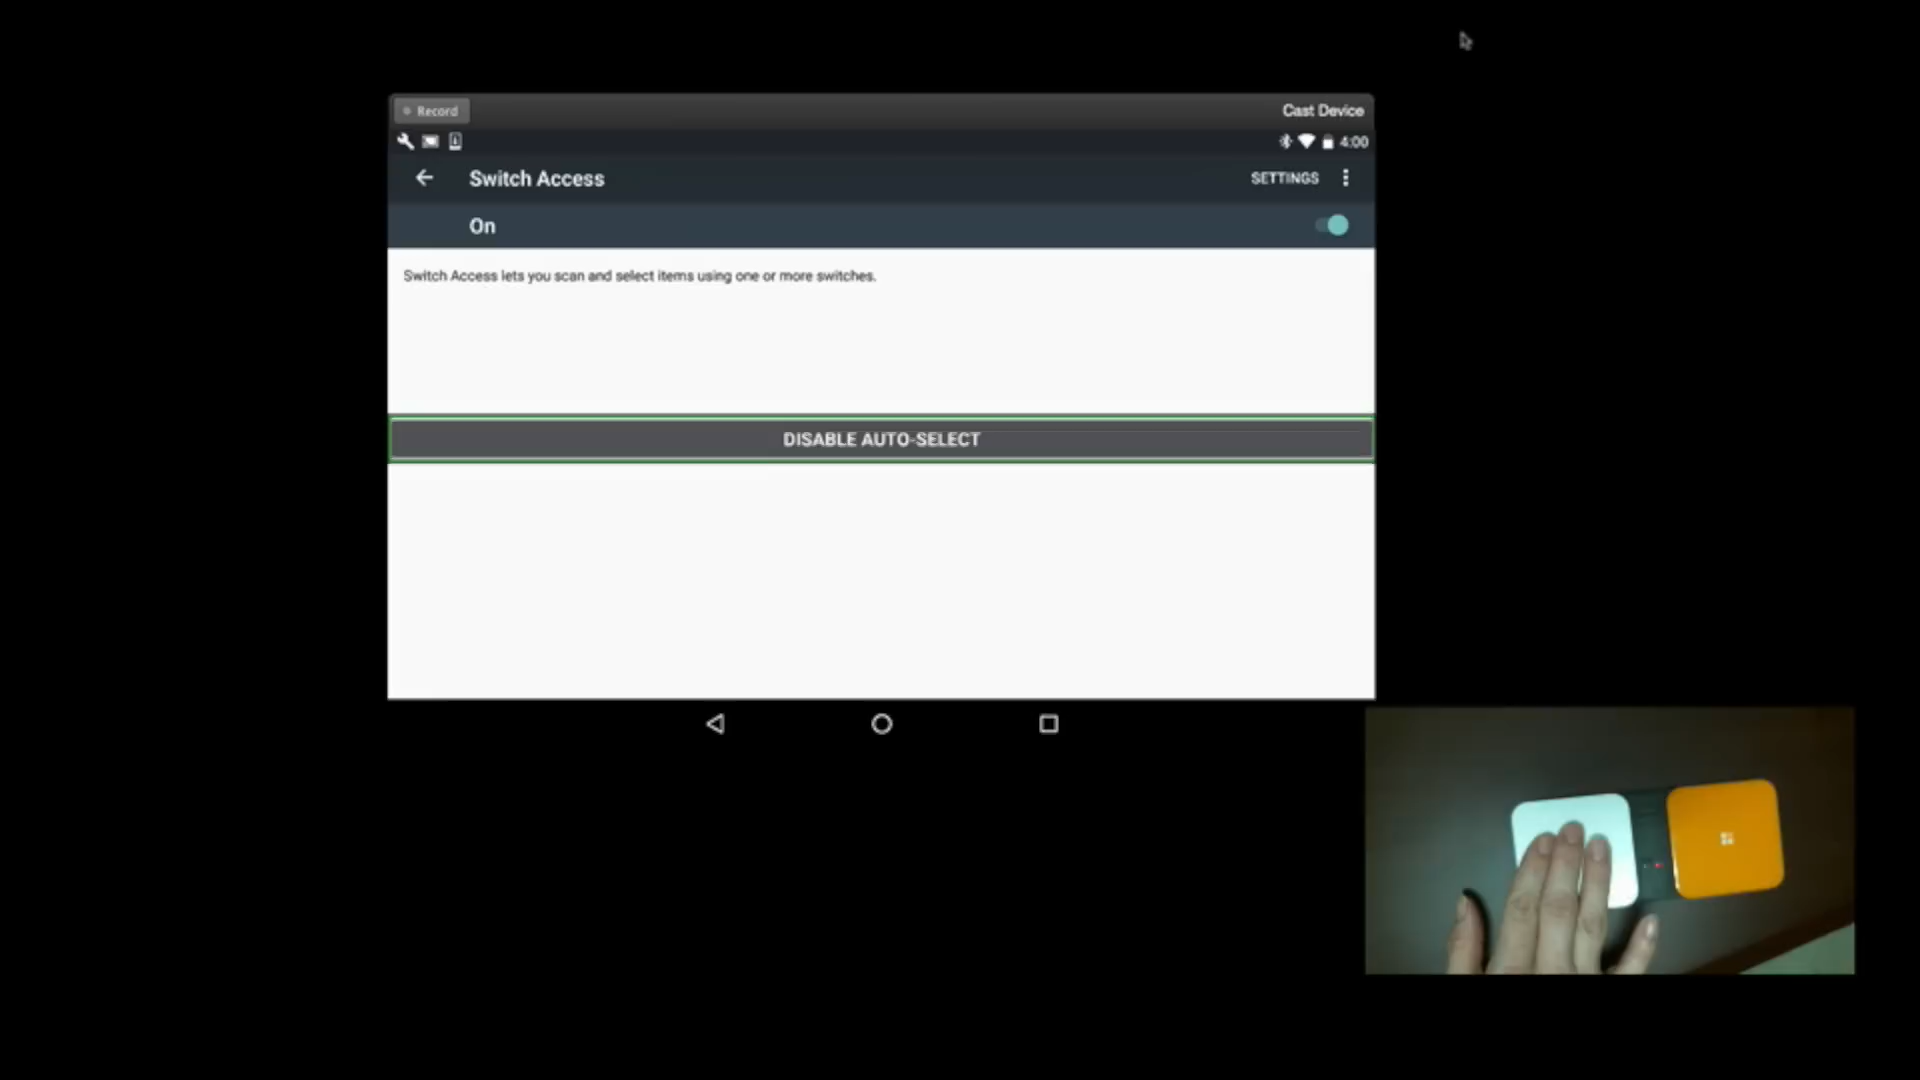 Record
Cast Device
4:00
Switch Access
SETTINGS
On
Switch Access lets you scan and select items using one or more switches.
DISABLE AUTO-SELECT